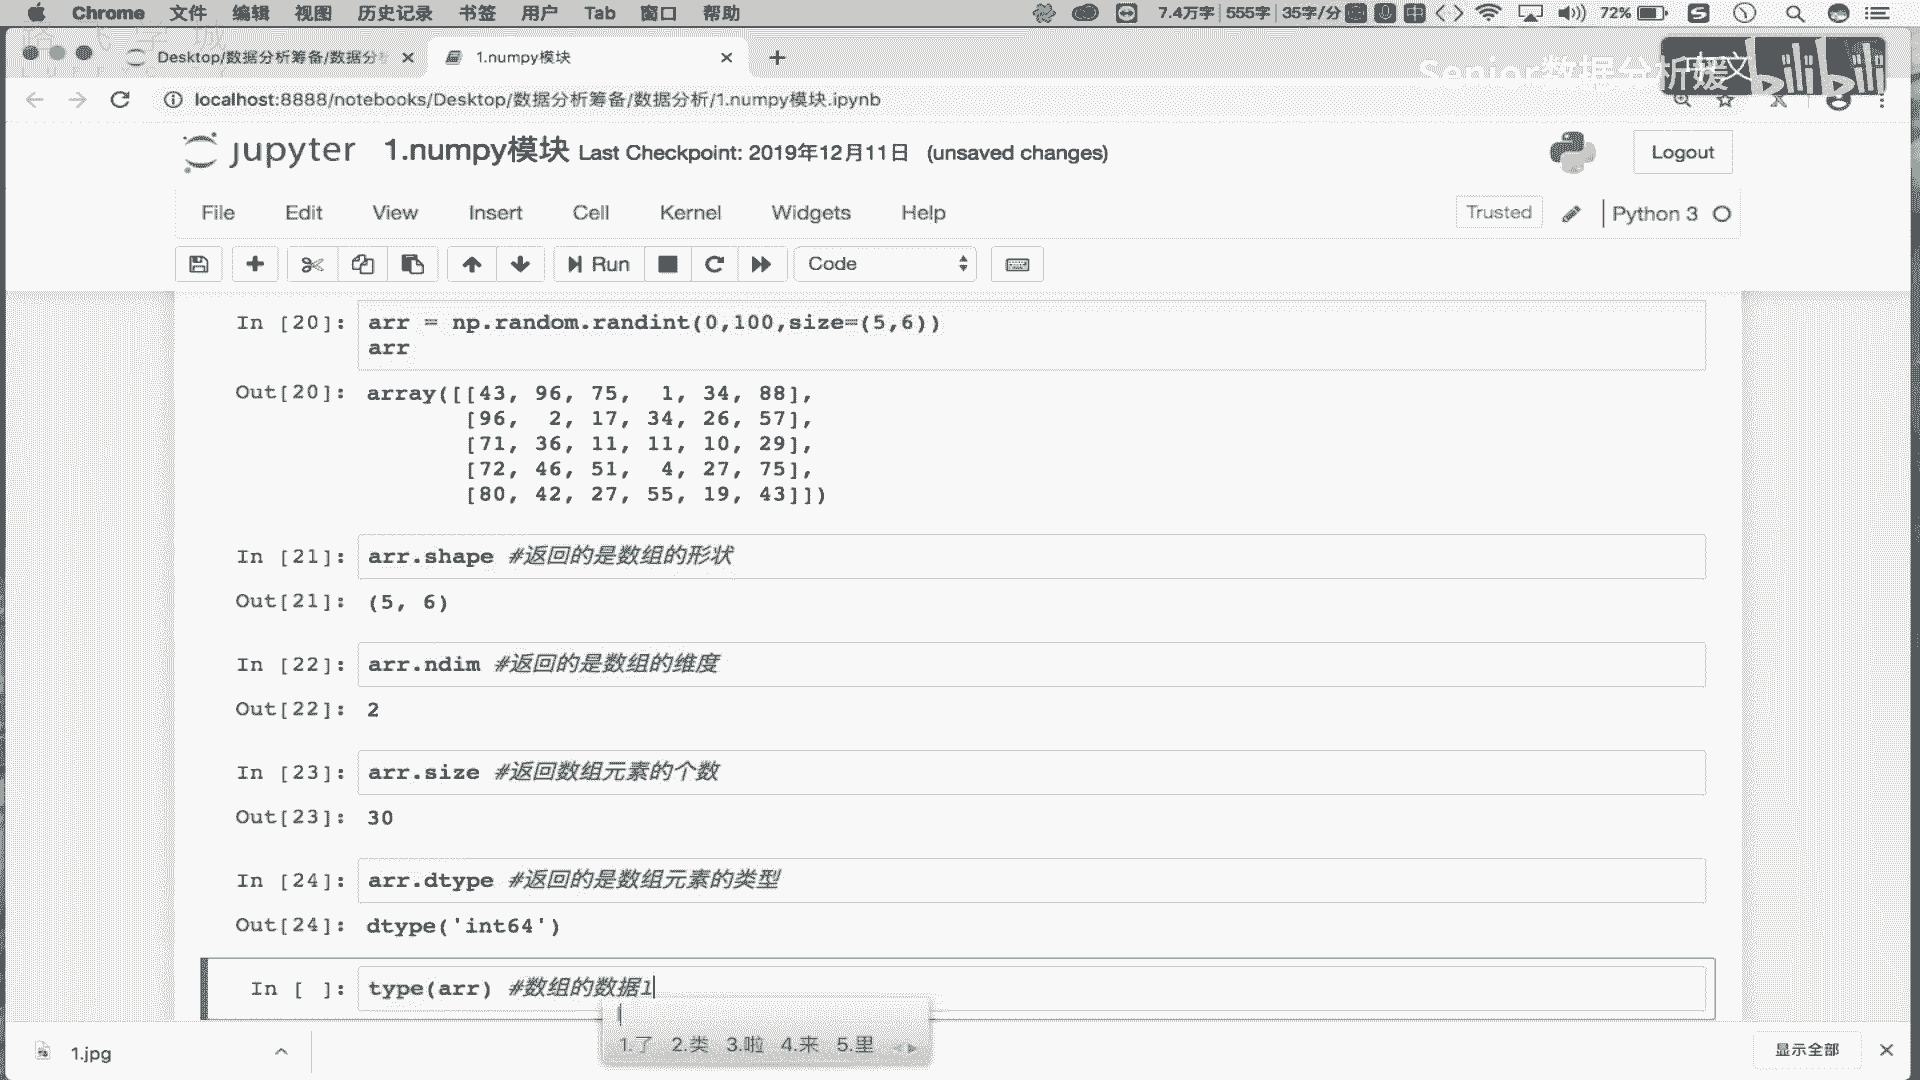 Chrome 文件 编辑 视图 历史记录 书签 用户 Tab 窗口 帮助 7.4万字 555字 35字/分 中 72%
Desktop/数据分析筹备/数据分析 1.numpy模块
Senior数据分析媛 bilibili
localhost:8888/notebooks/Desktop/数据分析筹备/数据分析/1.numpy模块.ipynb
jupyter 1.numpy模块 Last Checkpoint: 2019年12月11日 (unsaved changes) Logout
File Edit View Insert Cell Kernel Widgets Help Trusted Python 3
Run Code
In [20]: arr = np.random.randint(0,100,size=(5,6))
arr
Out[20]: array([[43, 96, 75,  1, 34, 88],
[96,  2, 17, 34, 26, 57],
[71, 36, 11, 11, 10, 29],
[72, 46, 51,  4, 27, 75],
[80, 42, 27, 55, 19, 43]])
In [21]: arr.shape #返回的是数组的形状
Out[21]: (5, 6)
In [22]: arr.ndim #返回的是数组的维度
Out[22]: 2
In [23]: arr.size #返回数组元素的个数
Out[23]: 30
In [24]: arr.dtype #返回的是数组元素的类型
Out[24]: dtype('int64')
In [ ]: type(arr) #数组的数据l
l
1.了 2.类 3.啦 4.来 5.里
1.jpg 显示全部